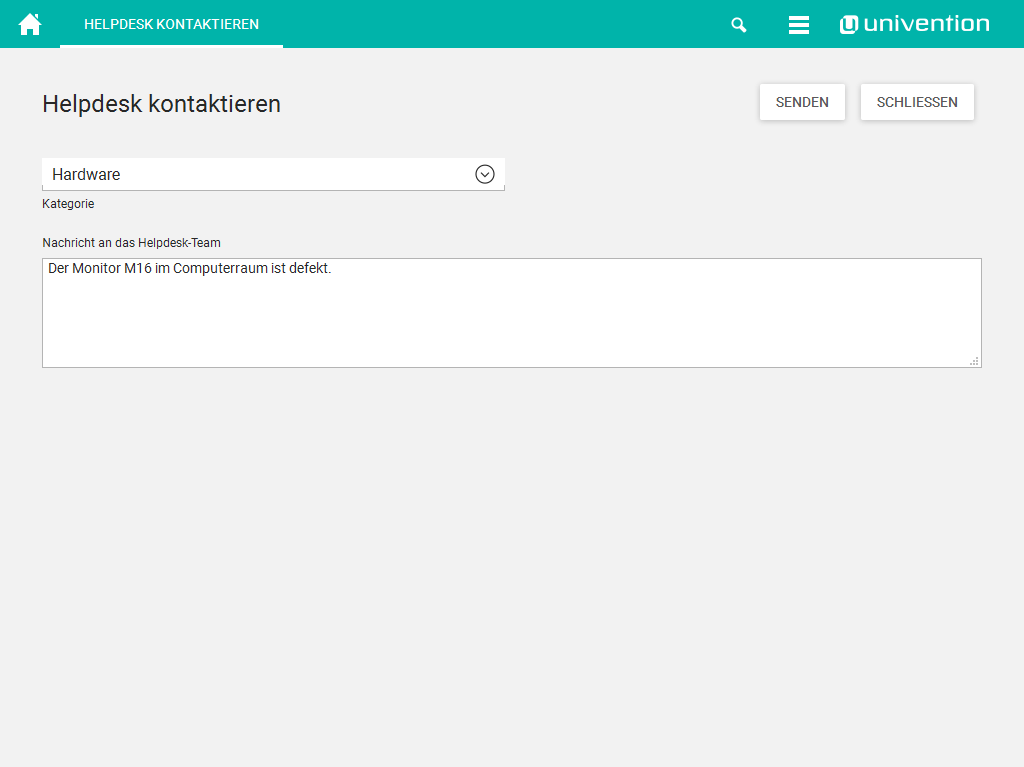 HELPDESK KONTAKTIEREN
univention
Helpdesk kontaktieren
SENDEN
SCHLIESSEN
Hardware
Kategorie
Nachricht an das Helpdesk-Team
Der Monitor M16 im Computerraum ist defekt.